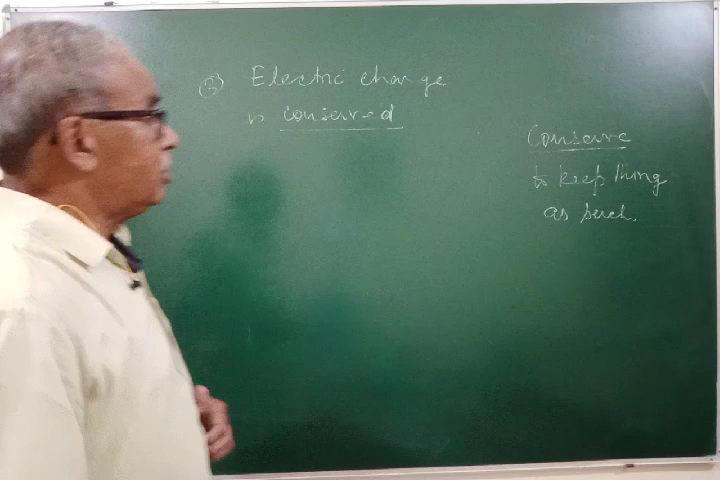 ③ Electric charge
is conserved
Conserve
to keep thing
as such.